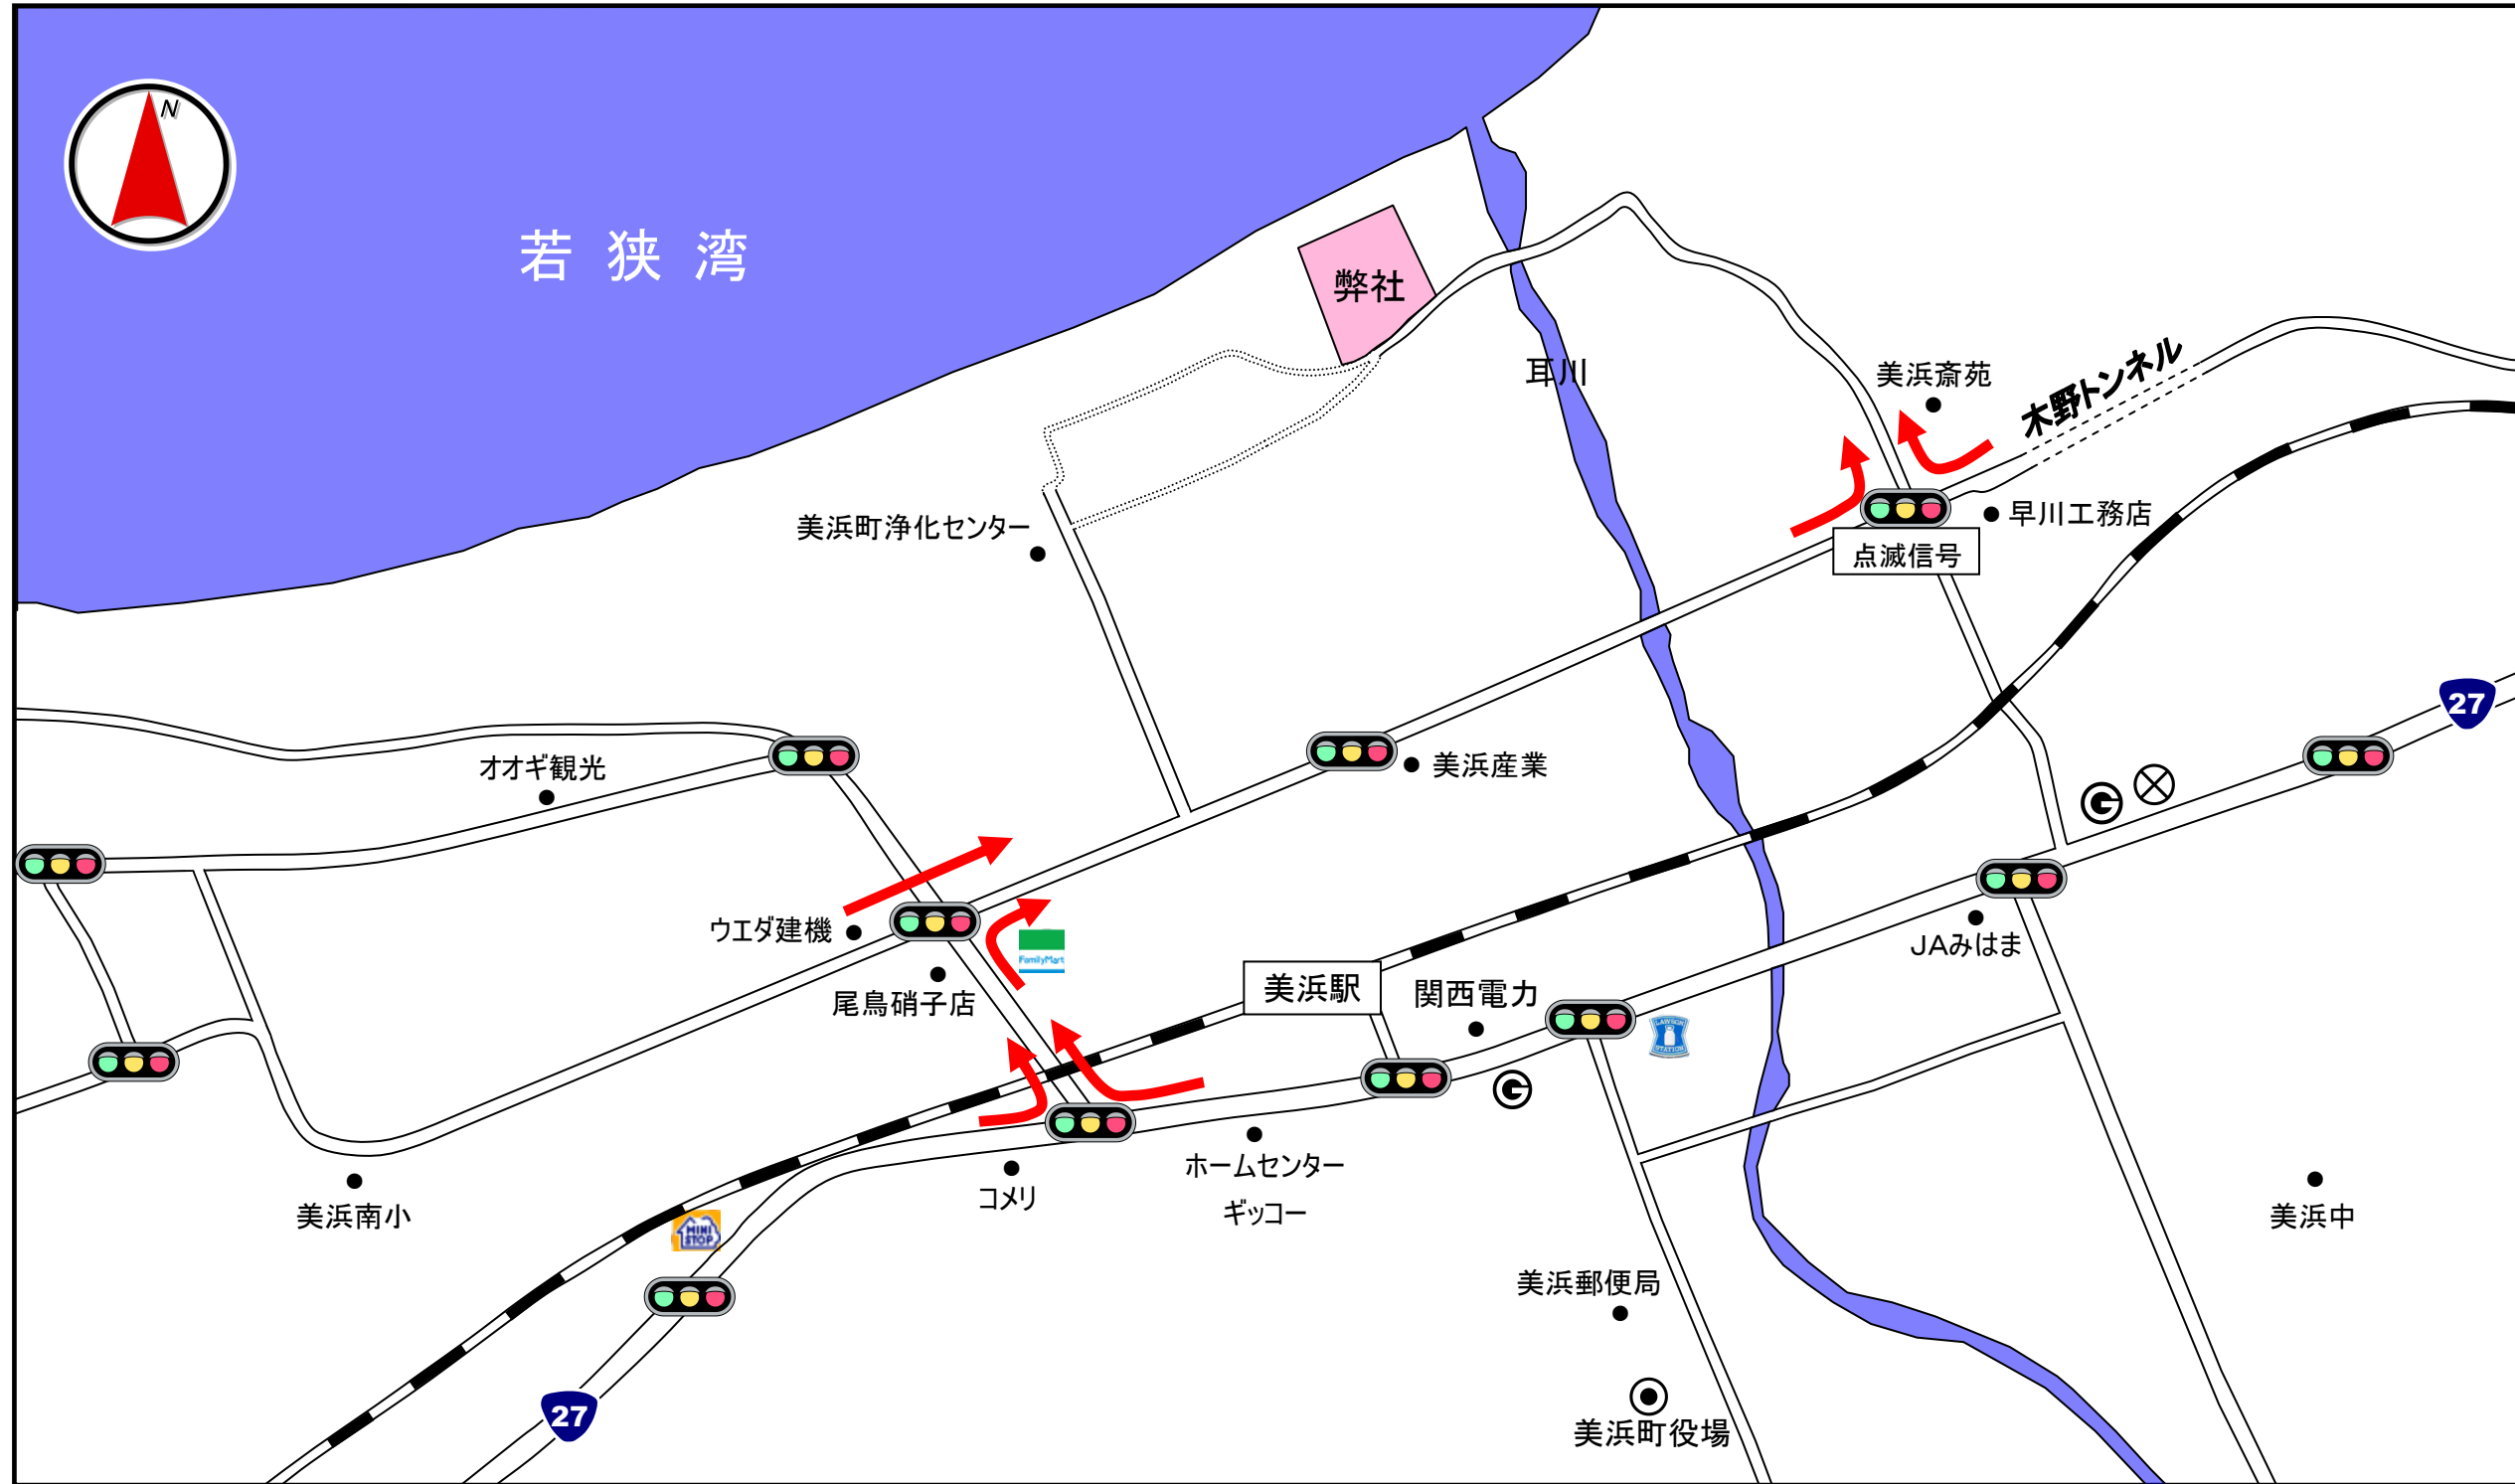 N
若狭湾
弊社
耳川
美浜斎苑
木野トンネル
早川工務店
点滅信号
美浜町浄化センター
27
オオギ観光
美浜産業
ウエダ建機
尾鳥硝子店
FamilyMart
美浜駅
関西電力
JAみはま
LAWSON
STATION
ホームセンター
ギッコー
コメリ
美浜南小
MINI
STOP
美浜中
美浜郵便局
27
美浜町役場